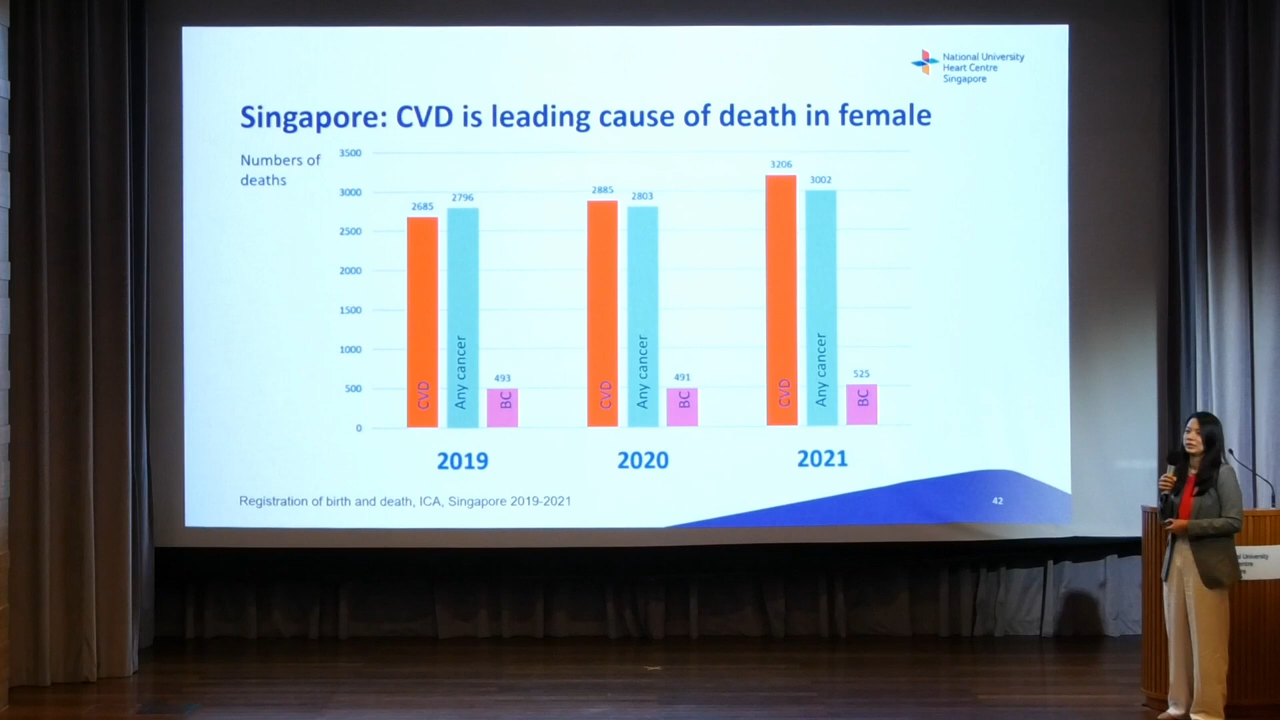 National University
Heart Centre
Singapore
Singapore: CVD is leading cause of death in female
Numbers of
deaths
3500
3000
2500
2000
1500
1000
500
0
2685
2796
493
CVD
Any cancer
BC
2885
2803
491
CVD
Any cancer
BC
3206
3002
525
CVD
Any cancer
BC
2019
2020
2021
Registration of birth and death, ICA, Singapore 2019-2021
42
University